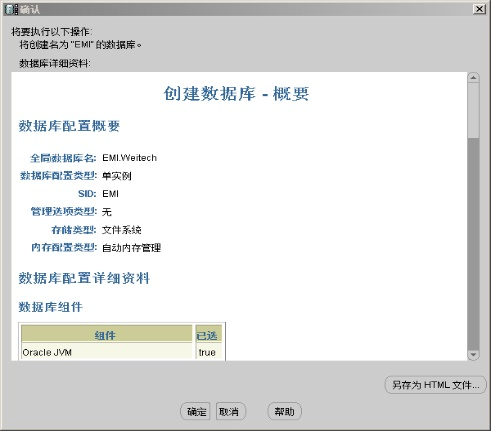 确认
将要执行以下操作:
将创建名为 "EMI" 的数据库。
数据库详细资料:
创建数据库 - 概要
数据库配置概要
全局数据库名: EMI.Weitech
数据库配置类型: 单实例
SID: EMI
管理选项类型: 无
存储类型: 文件系统
内存配置类型: 自动内存管理
数据库配置详细资料
数据库组件
组件 已选
Oracle JVM true
另存为 HTML 文件...
确定 取消 帮助